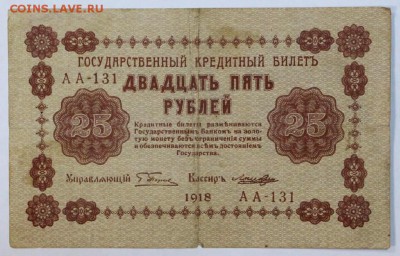 COINS.LAVE.RU
ГОСУДАРСТВЕННЫЙ КРЕДИТНЫЙ БИЛЕТЪ
АА-131
ДВАДЦАТЬ ПЯТЬ
РУБЛЕЙ
25
25
Кредитные билеты размѣниваются
Государственнымъ банкомъ на золо-
тую монету безъ ограниченія суммы
и обезпечиваются всѣмъ достояніемъ
Государства.
Управляющій
Кассиръ
1918
АА-131